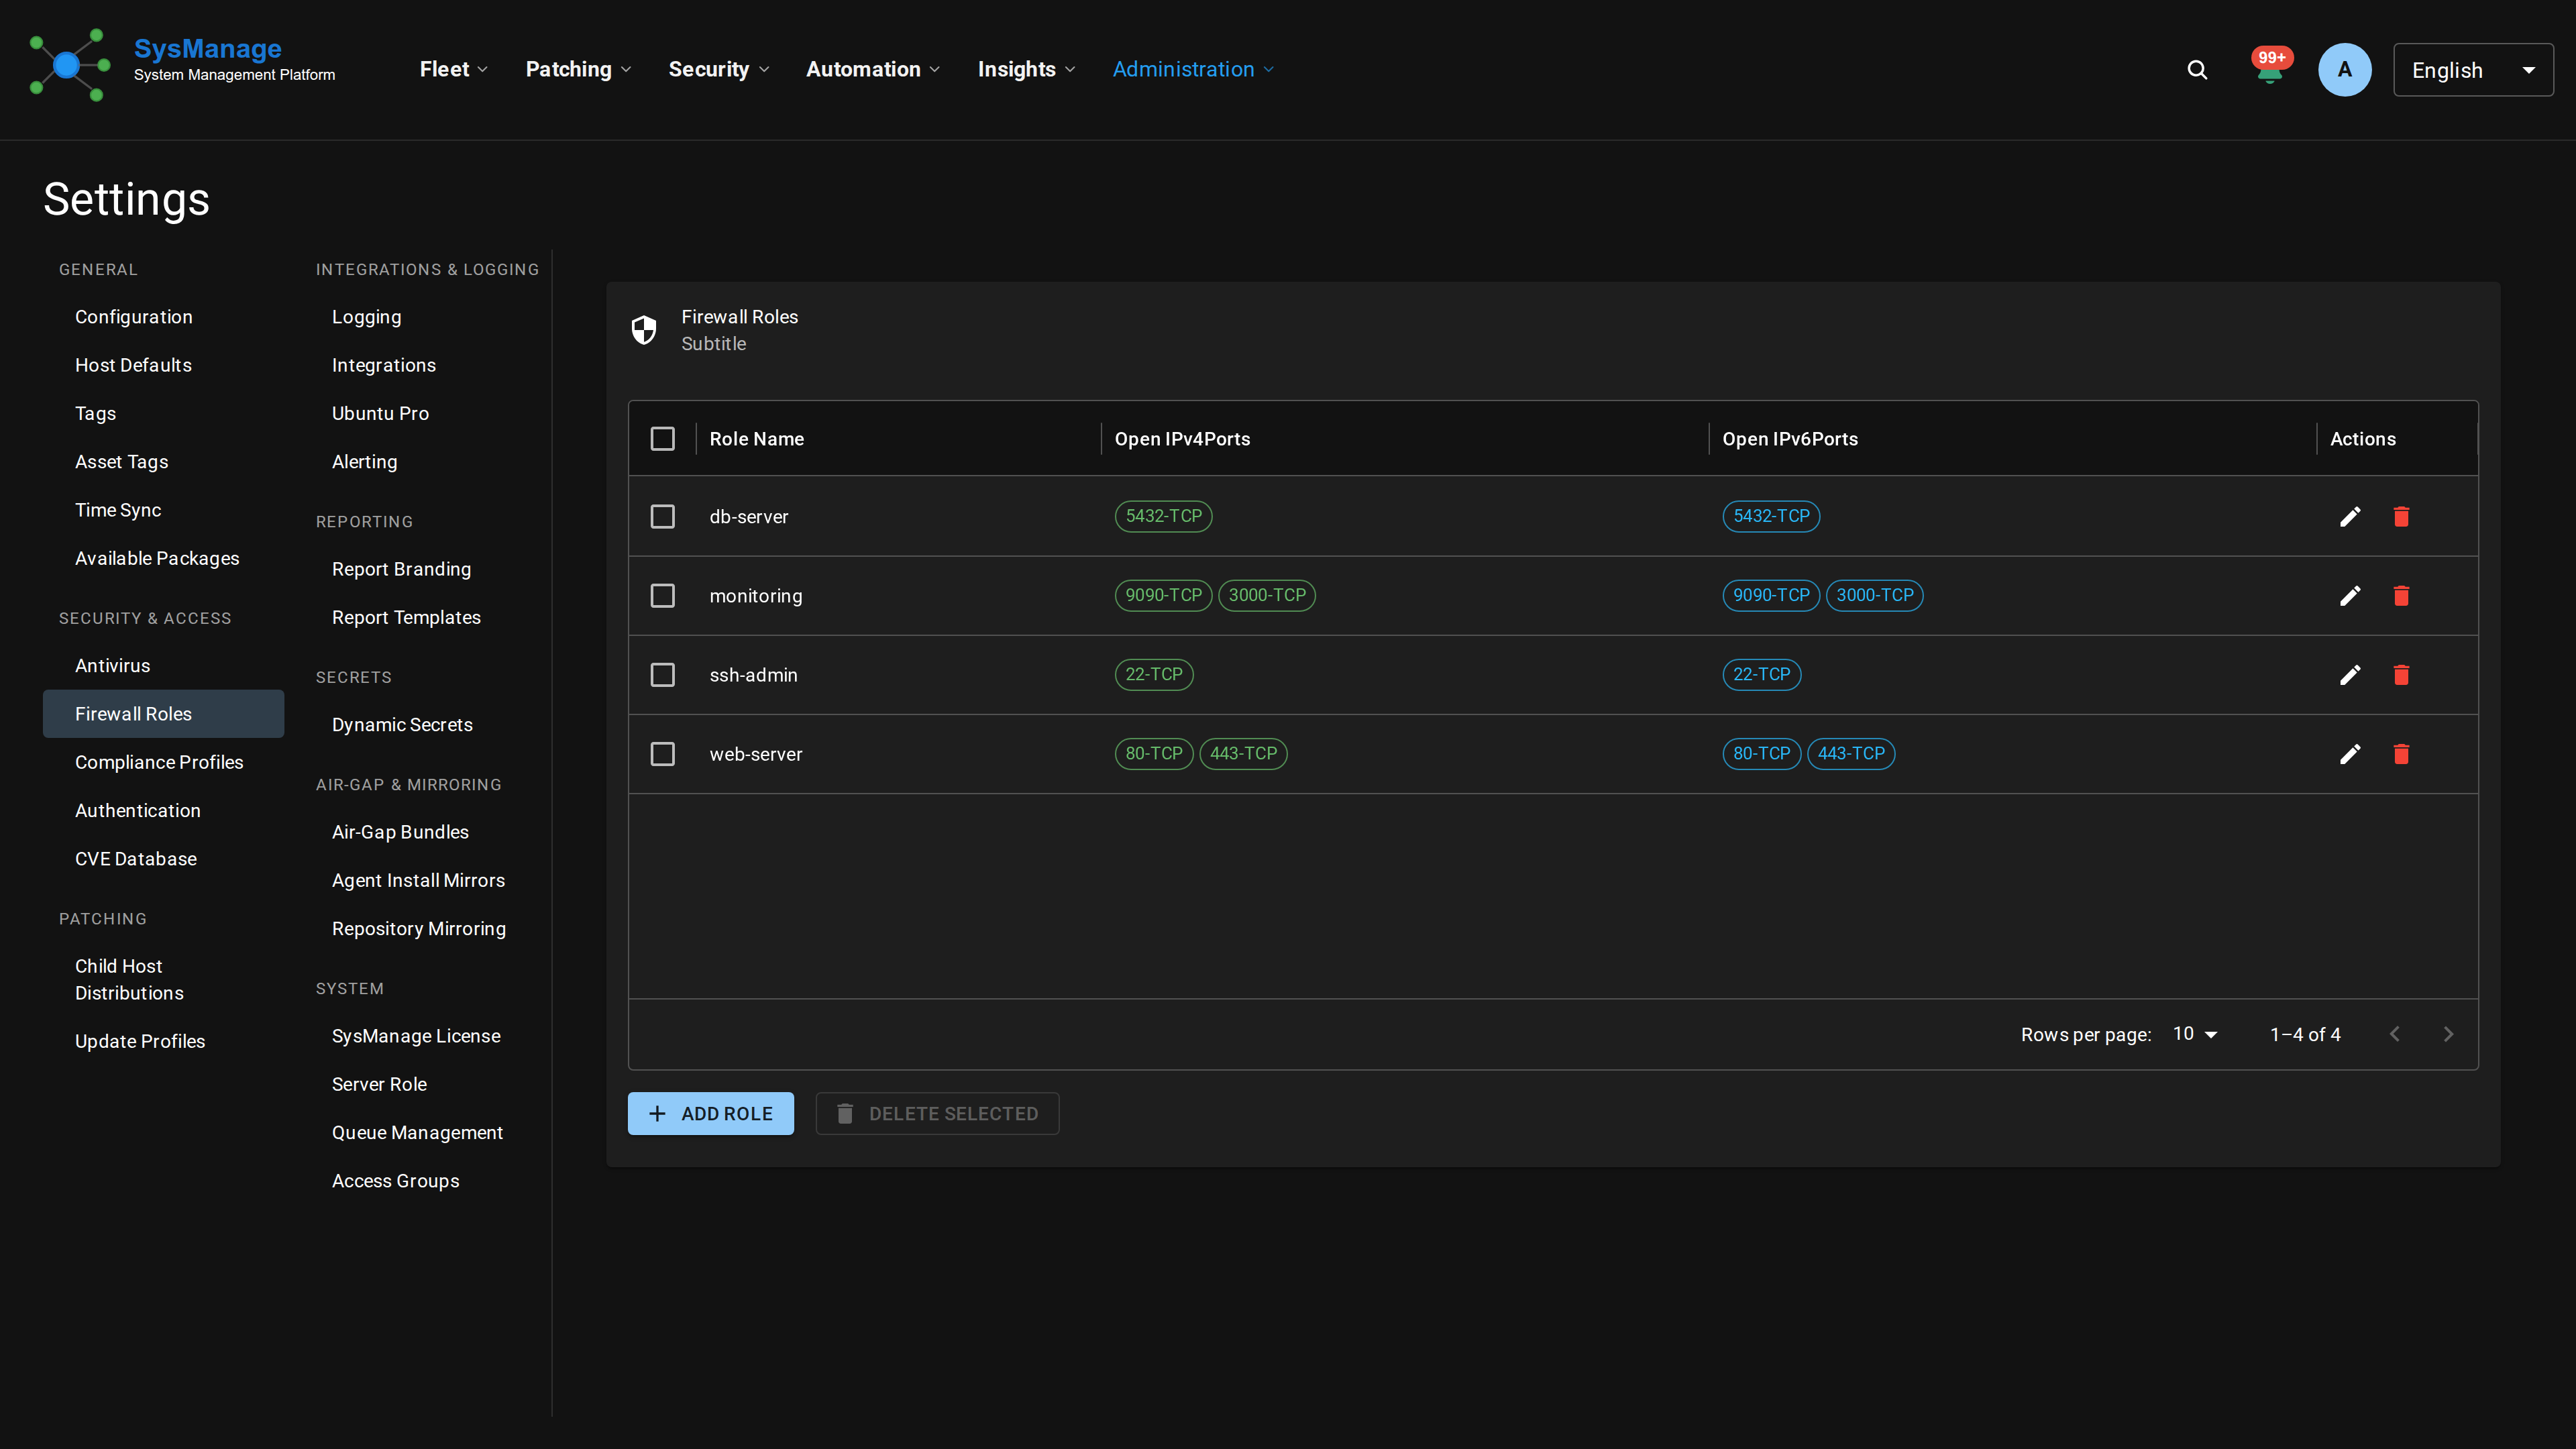 SysManage
System Management Platform
Fleet
Patching
Security
Automation
Insights
Administration
99+
A
English
Settings
GENERAL
Configuration
Host Defaults
Tags
Asset Tags
Time Sync
Available Packages
SECURITY & ACCESS
Antivirus
Firewall Roles
Compliance Profiles
Authentication
CVE Database
PATCHING
Child Host
Distributions
Update Profiles
INTEGRATIONS & LOGGING
Logging
Integrations
Ubuntu Pro
Alerting
REPORTING
Report Branding
Report Templates
SECRETS
Dynamic Secrets
AIR-GAP & MIRRORING
Air-Gap Bundles
Agent Install Mirrors
Repository Mirroring
SYSTEM
SysManage License
Server Role
Queue Management
Access Groups
Firewall Roles
Subtitle
Role Name Open IPv4Ports Open IPv6Ports Actions
db-server 5432-TCP 5432-TCP
monitoring 9090-TCP 3000-TCP 9090-TCP 3000-TCP
ssh-admin 22-TCP 22-TCP
web-server 80-TCP 443-TCP 80-TCP 443-TCP
Rows per page: 10 1–4 of 4
ADD ROLE DELETE SELECTED